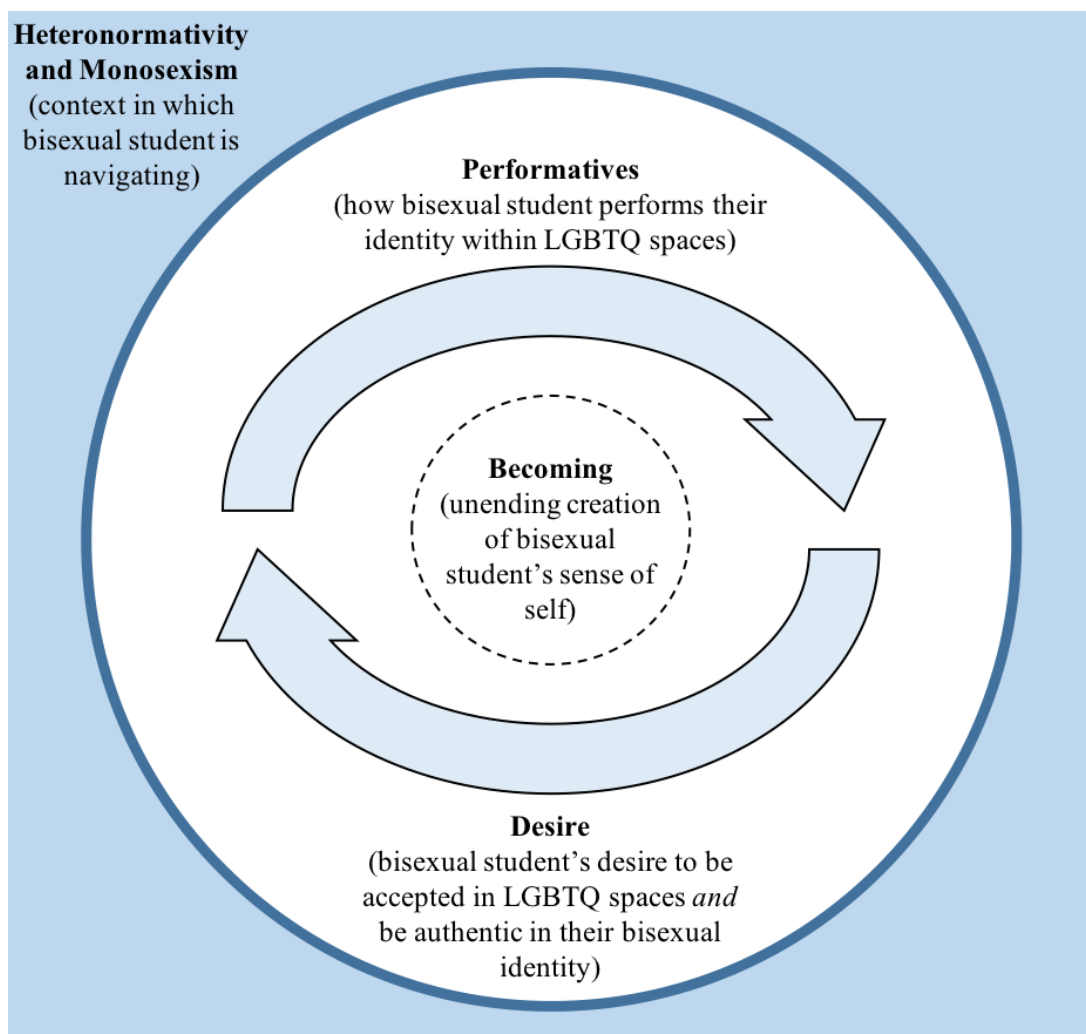 Heteronormativity
and Monosexism
(context in which
bisexual student is
navigating)
Performatives
(how bisexual student performs their
identity within LGBTQ spaces)
Becoming
(unending creation
of bisexual
student’s sense of
self)
Desire
(bisexual student’s desire to be
accepted in LGBTQ spaces and
be authentic in their bisexual
identity)